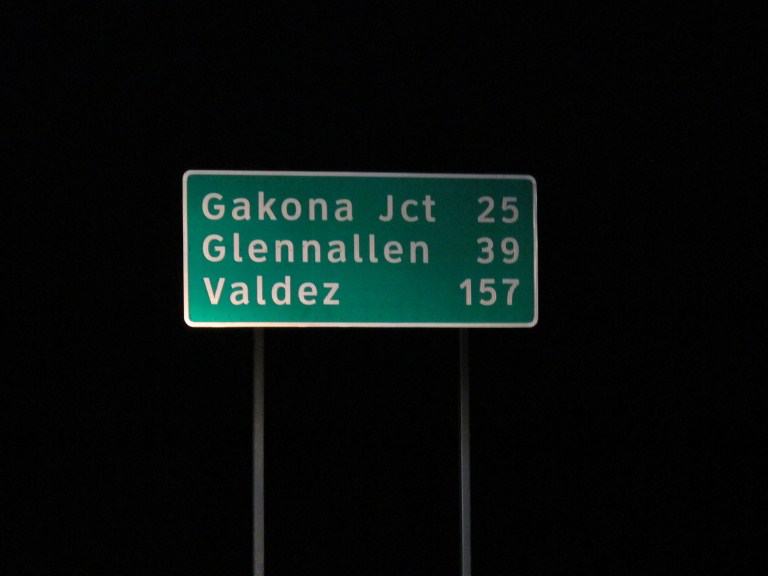 Gakona Jct 25
Glennallen 39
Valdez 157